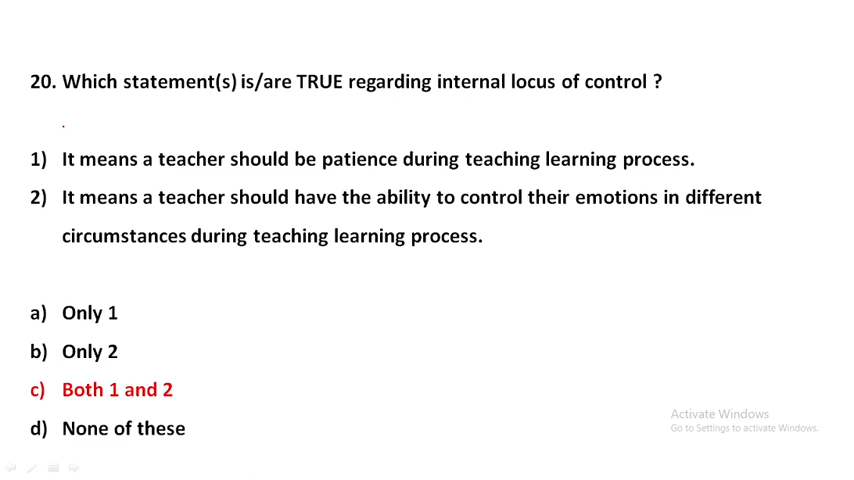 20. Which statement(s) is/are TRUE regarding internal locus of control ?
1) It means a teacher should be patience during teaching learning process.
2) It means a teacher should have the ability to control their emotions in different
circumstances during teaching learning process.
a) Only 1
b) Only 2
c) Both 1 and 2
d) None of these
Activate Windows
Go to Settings to activate Windows.